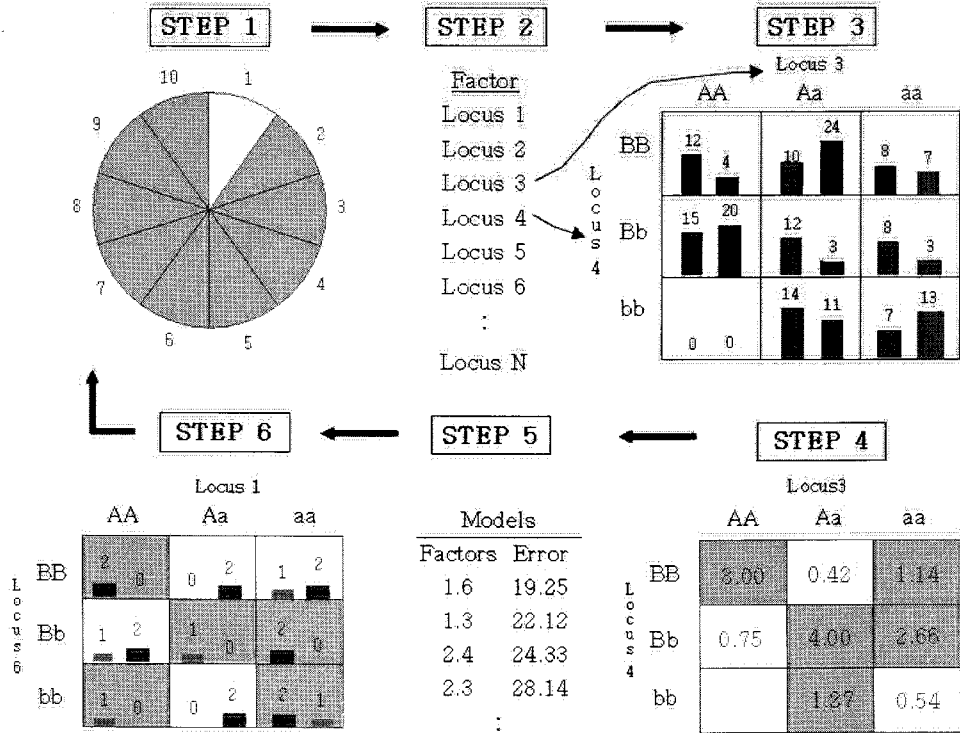 STEP 1
STEP 2
STEP 3
1
2
3
4
5
6
7
8
9
10
Factor
Locus 1
Locus 2
Locus 3
Locus 4
Locus 5
Locus 6
:
Locus N
Locus 3
AA Aa aa
Locus 4
BB 12 4 10 24 8 7
Bb 15 20 12 3 8 3
bb 0 0 14 11 7 13
STEP 6
STEP 5
STEP 4
Locus 1
AA Aa aa
Locus 6
BB 2 0 0 2 1 2
Bb 1 2 1 0 2 0
bb 1 0 0 2 2 1
Models
Factors Error
1.6 19.25
1.3 22.12
2.4 24.33
2.3 28.14
:
Locus3
AA Aa aa
Locus 4
BB 3.00 0.42 1.14
Bb 0.75 4.00 2.66
bb 1.27 0.54